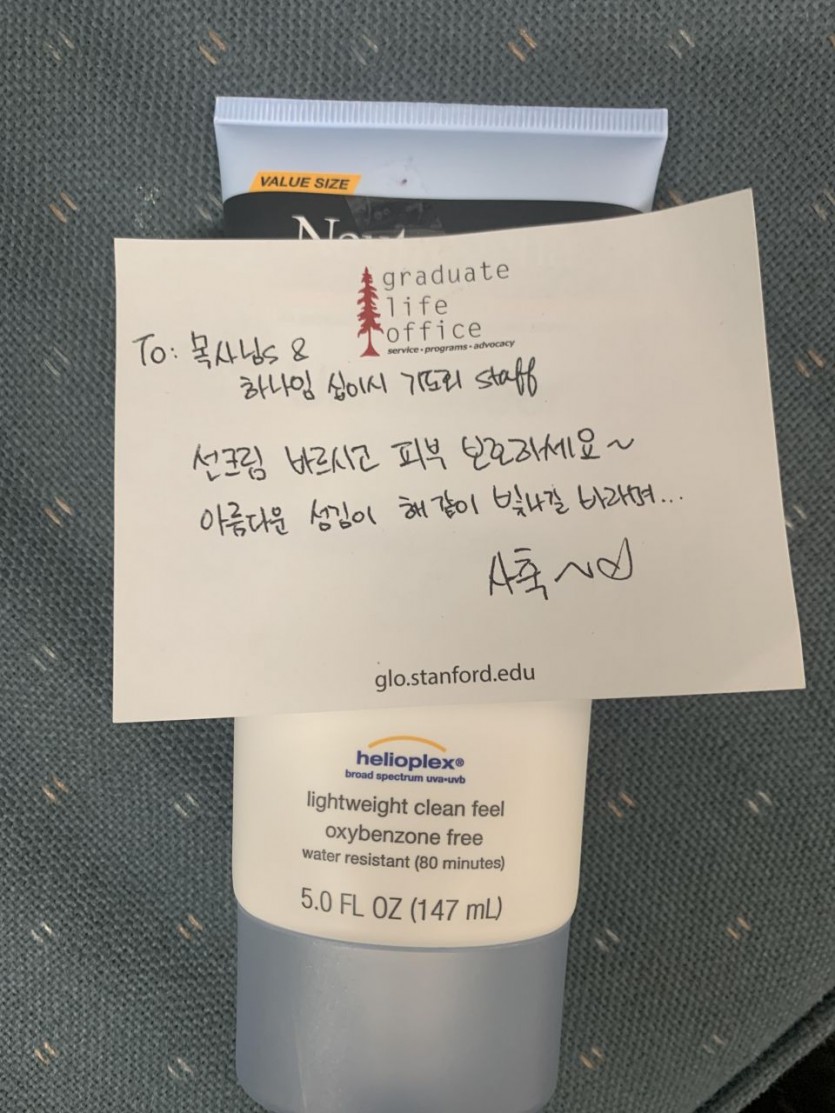 VALUE SIZE
graduate
life
office
service • programs • advocacy
To: 목사님s &
하나임 십이시 기도회 staff
선크림 바르시고 피부 보호하세요~
아름다운 섬김이 해 같이 빛나길 바라며...
glo.stanford.edu
helioplex®
broad spectrum uva•uvb
lightweight clean feel
oxybenzone free
water resistant (80 minutes)
5.0 FL OZ (147 mL)